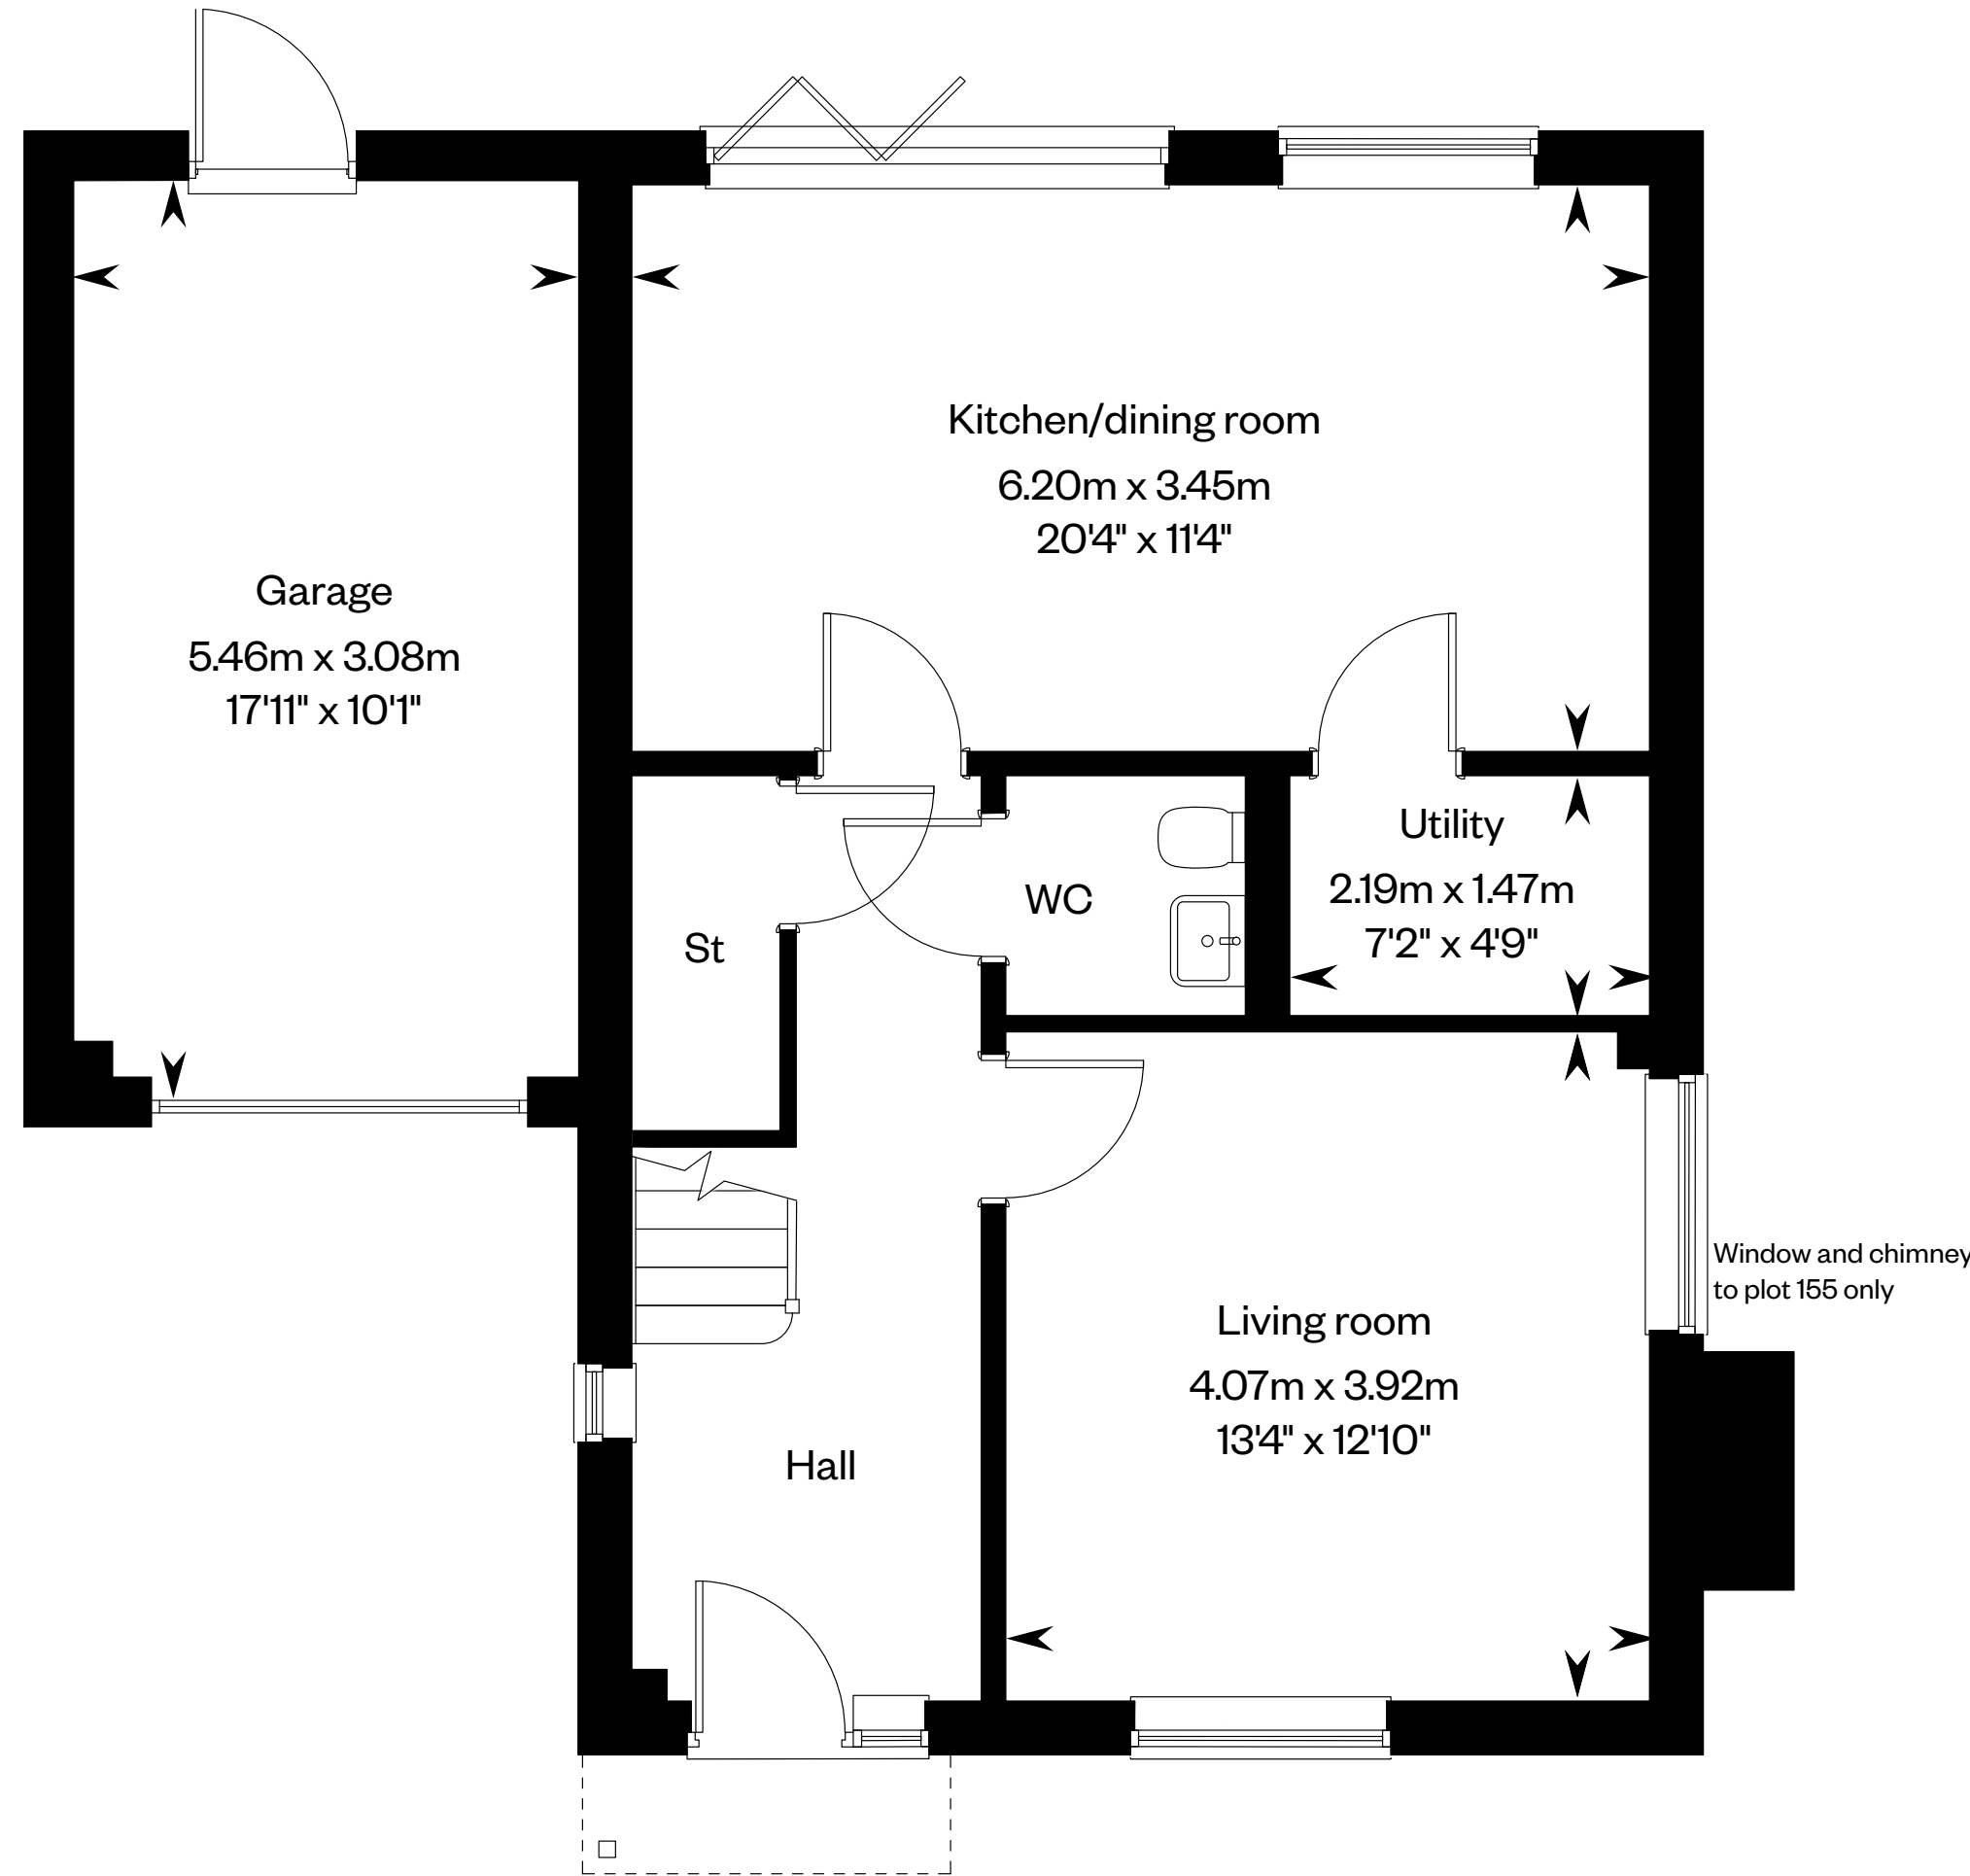 Kitchen/dining room
6.20m x 3.45m
20'4" x 11'4"
Garage
5.46m x 3.08m
17'11" x 10'1"
Utility
2.19m x 1.47m
7'2" x 4'9"
WC
St
Window and chimney
to plot 155 only
Living room
4.07m x 3.92m
13'4" x 12'10"
Hall